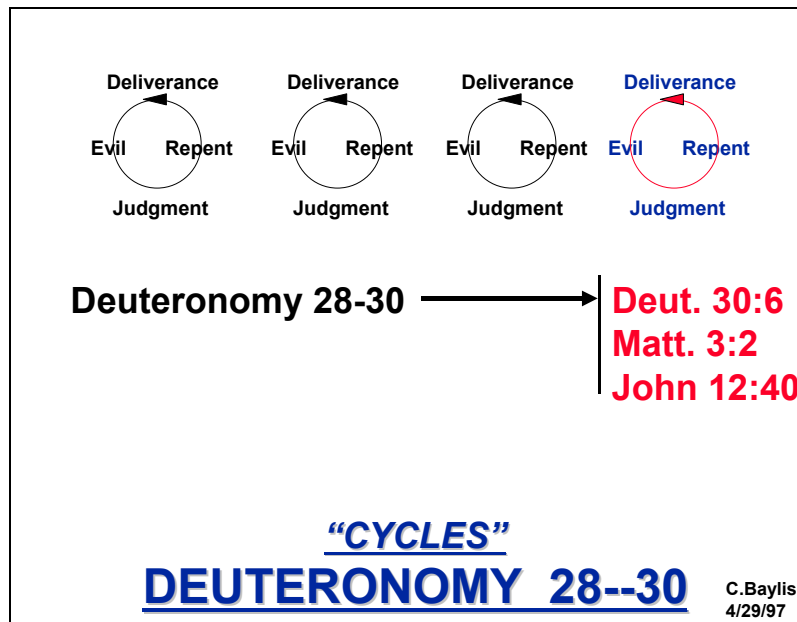 Deliverance Deliverance Deliverance Deliverance
Evil Repent Evil Repent Evil Repent Evil Repent
Judgment Judgment Judgment Judgment
Deuteronomy 28-30 Deut. 30:6
Matt. 3:2
John 12:40
“CYCLES”
DEUTERONOMY 28--30
C.Baylis
4/29/97